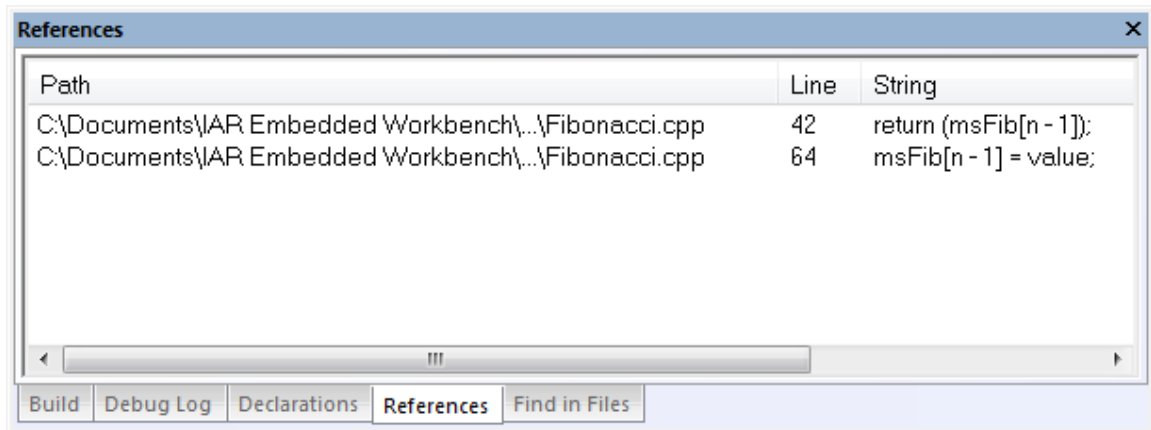 References
Path Line String
C:\Documents\IAR Embedded Workbench\...\Fibonacci.cpp 42 return (msFib[n - 1]);
C:\Documents\IAR Embedded Workbench\...\Fibonacci.cpp 64 msFib[n - 1] = value;
Build Debug Log Declarations References Find in Files